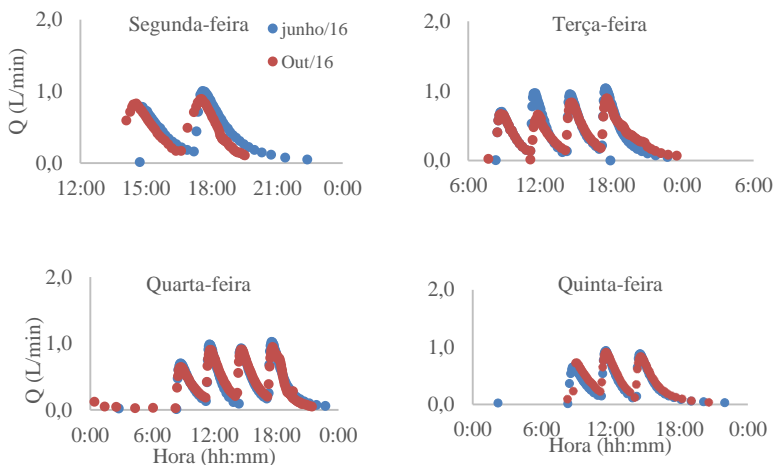 Segunda-feira
junho/16
Out/16
Q (L/min)
2,0
1,0
0,0
12:00 15:00 18:00 21:00 0:00
Terça-feira
2,0
1,0
0,0
6:00 12:00 18:00 0:00 6:00
Quarta-feira
Q (L/min)
2,0
1,0
0,0
0:00 6:00 12:00 18:00 0:00
Hora (hh:mm)
Quinta-feira
2,0
1,0
0,0
0:00 6:00 12:00 18:00 0:00
Hora (hh:mm)